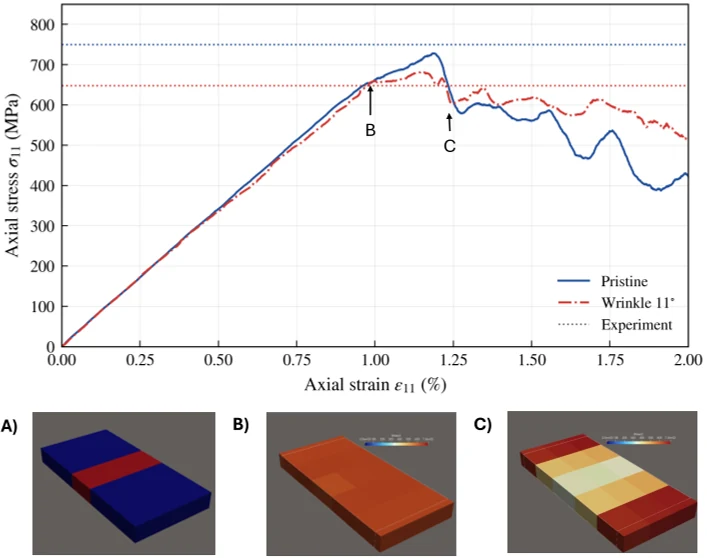 800
700
600
500
400
300
200
100
0
Axial stress σ₁₁ (MPa)
B
C
Pristine
Wrinkle 11°
Experiment
0.00 0.25 0.50 0.75 1.00 1.25 1.50 1.75 2.00
Axial strain ε₁₁ (%)
A) B) C)